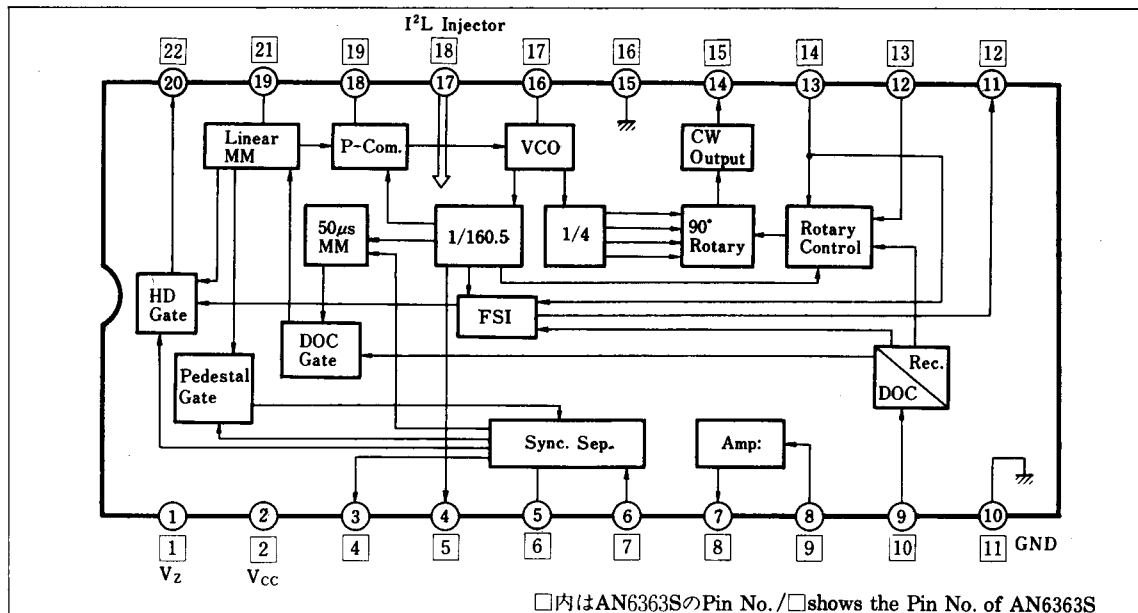 I²L Injector
22 21 19 18 17 16 15 14 13 12
20 19 18 17 16 15 14 13 12 11
Linear MM
P-Com.
VCO
CW Output
50μs MM
1/160.5
1/4
90° Rotary
Rotary Control
HD Gate
FSI
DOC Gate
Pedestal Gate
Rec.
DOC
Sync. Sep.
Amp:
1 2 3 4 5 6 7 8 9 10
1 2 4 5 6 7 8 9 10 11 GND
VZ VCC
□内はAN6363SのPin No./□shows the Pin No. of AN6363S